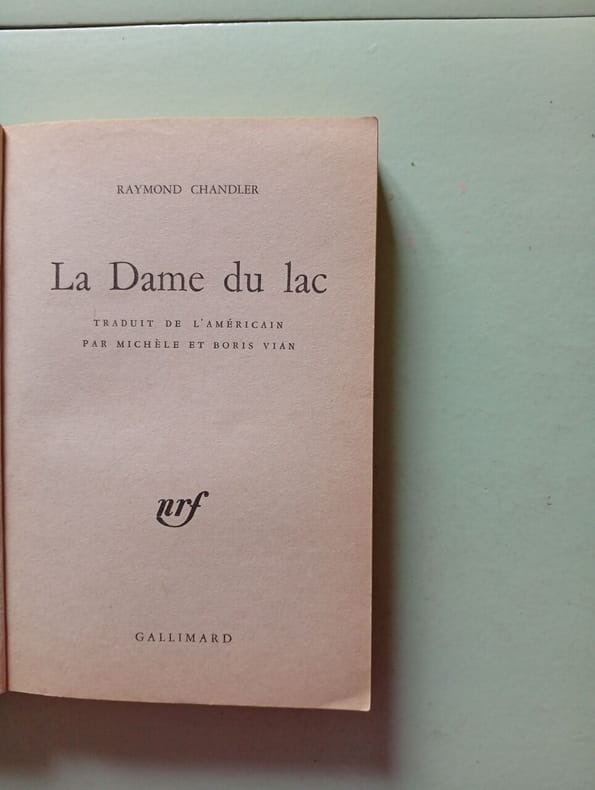 RAYMOND CHANDLER
La Dame du lac
TRADUIT DE L'AMÉRICAIN
PAR MICHÈLE ET BORIS VIAN
nrf
GALLIMARD